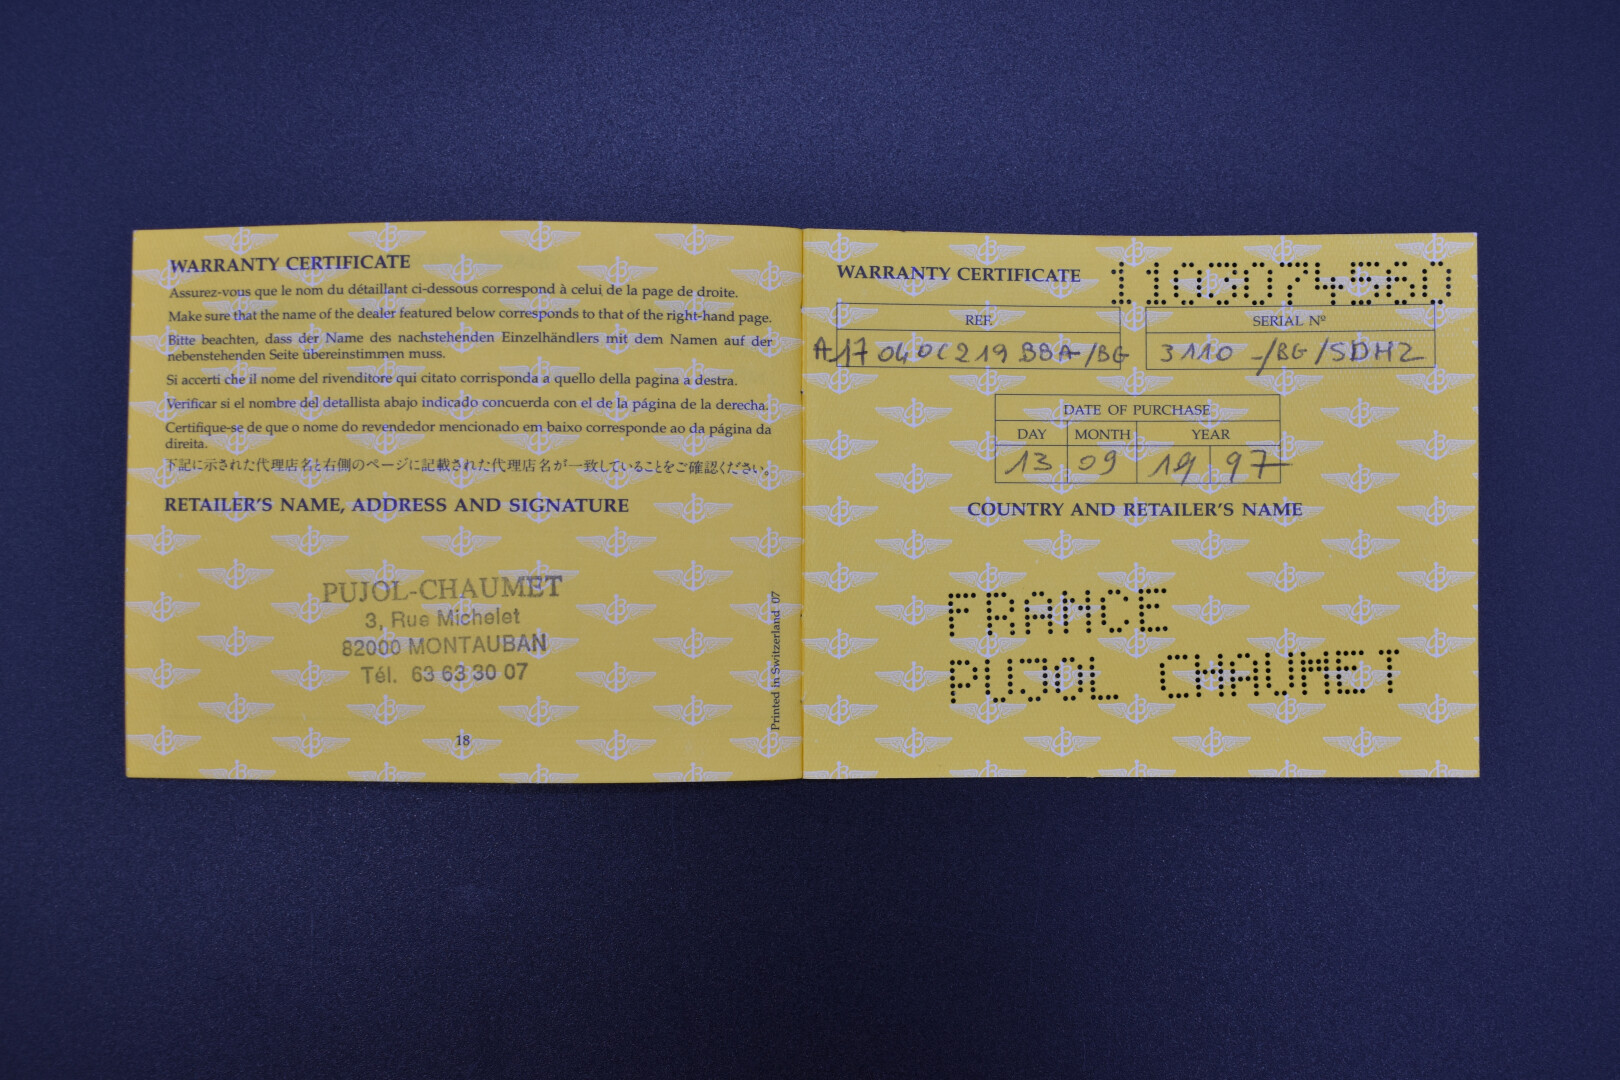 WARRANTY CERTIFICATE
Assurez-vous que le nom du détaillant ci-dessous correspond à celui de la page de droite.
Make sure that the name of the dealer featured below corresponds to that of the right-hand page.
Bitte beachten, dass der Name des nachstehenden Einzelhändlers mit dem Namen auf der
nebenstehenden Seite übereinstimmen muss.
Si accerti che il nome del rivenditore qui citato corrisponda a quello della pagina a destra.
Verificar si el nombre del detallista abajo indicado concuerda con el de la página de la derecha.
Certifique-se de que o nome do revendedor mencionado em baixo corresponde ao da página da
direita.
下記に示された代理店名と右側のページに記載された代理店名が一致していることをご確認ください。
RETAILER'S NAME, ADDRESS AND SIGNATURE
PUJOL-CHAUMET
3, Rue Michelet
82000 MONTAUBAN
Tél. 63 63 30 07
18
Printed in Switzerland 07
WARRANTY CERTIFICATE
REF. SERIAL Nº
3110 -/BG/SDHZ
DATE OF PURCHASE
DAY MONTH YEAR
13 09 19 97
COUNTRY AND RETAILER'S NAME
FRANCE
PUJOL CHAUMET